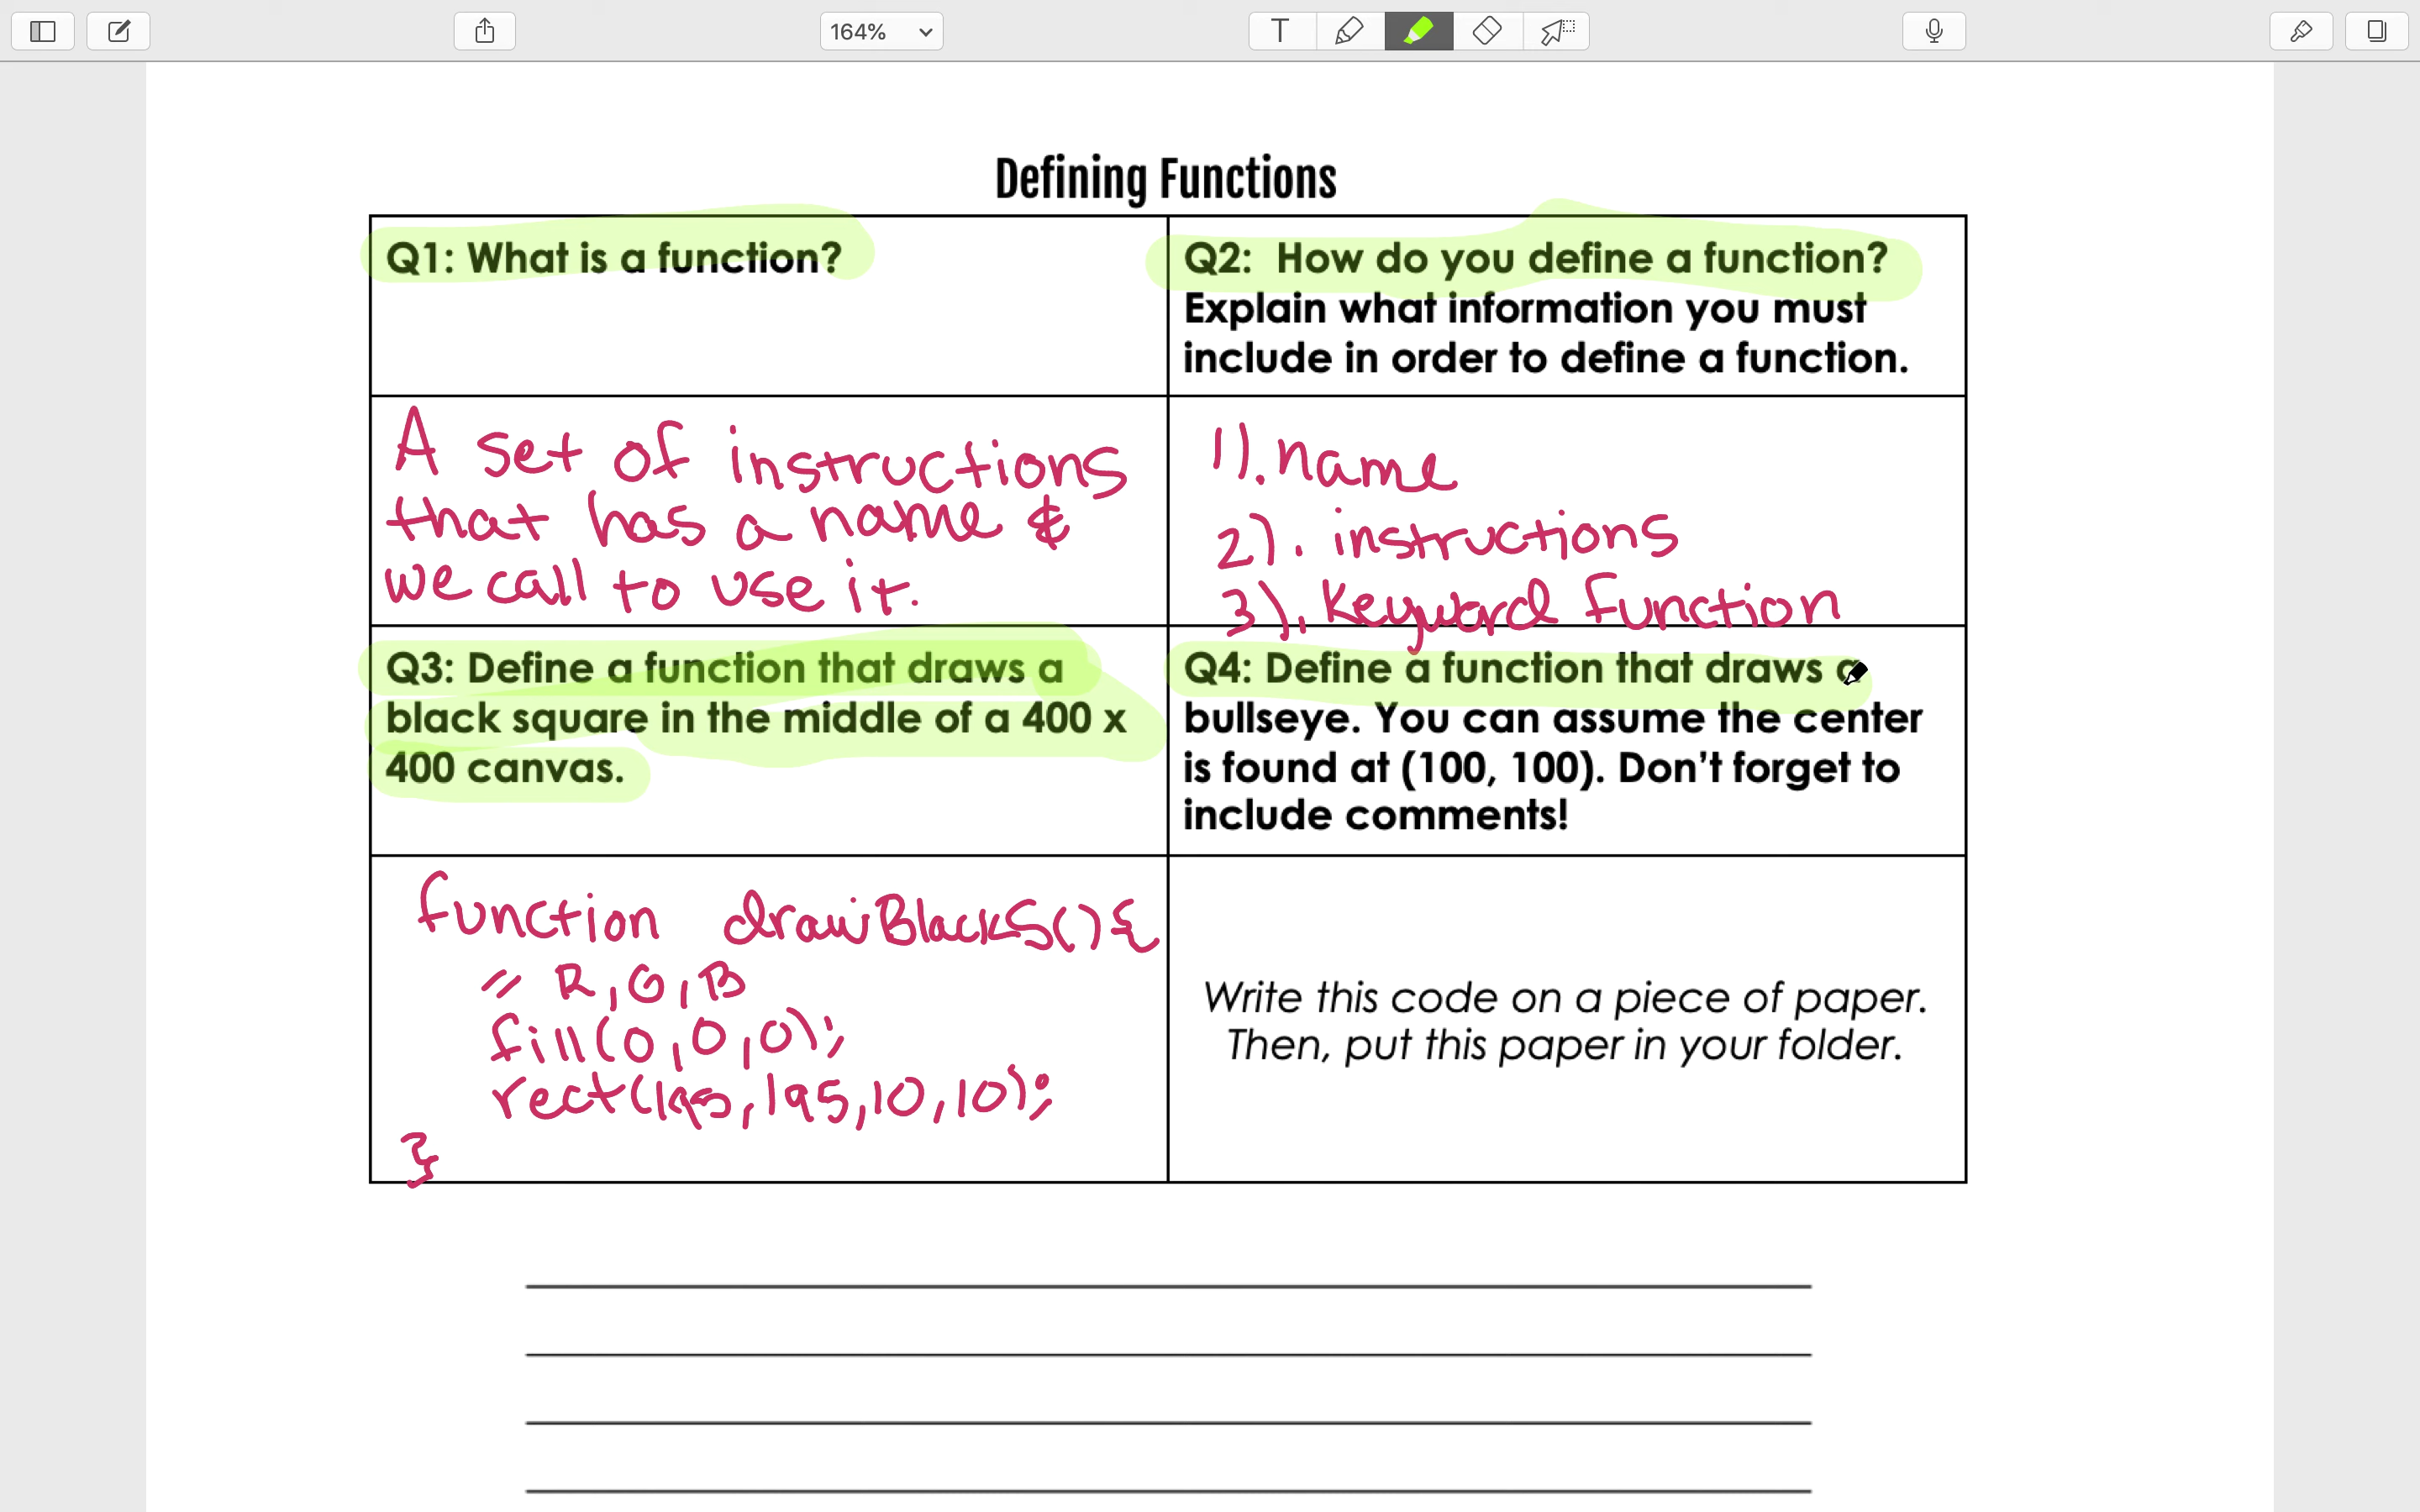 164%
T
Defining Functions
Q1: What is a function?
Q2: How do you define a function?
Explain what information you must
include in order to define a function.
A set of instructions
that has a name &
we call to use it.
1). name
2). instructions
3). Keyword function
Q3: Define a function that draws a
black square in the middle of a 400 x
400 canvas.
Q4: Define a function that draws a
bullseye. You can assume the center
is found at (100, 100). Don't forget to
include comments!
function drawBlackS(){
// R, G, B
fill(0,0,0);
rect(195,195,10,10);
}
Write this code on a piece of paper.
Then, put this paper in your folder.